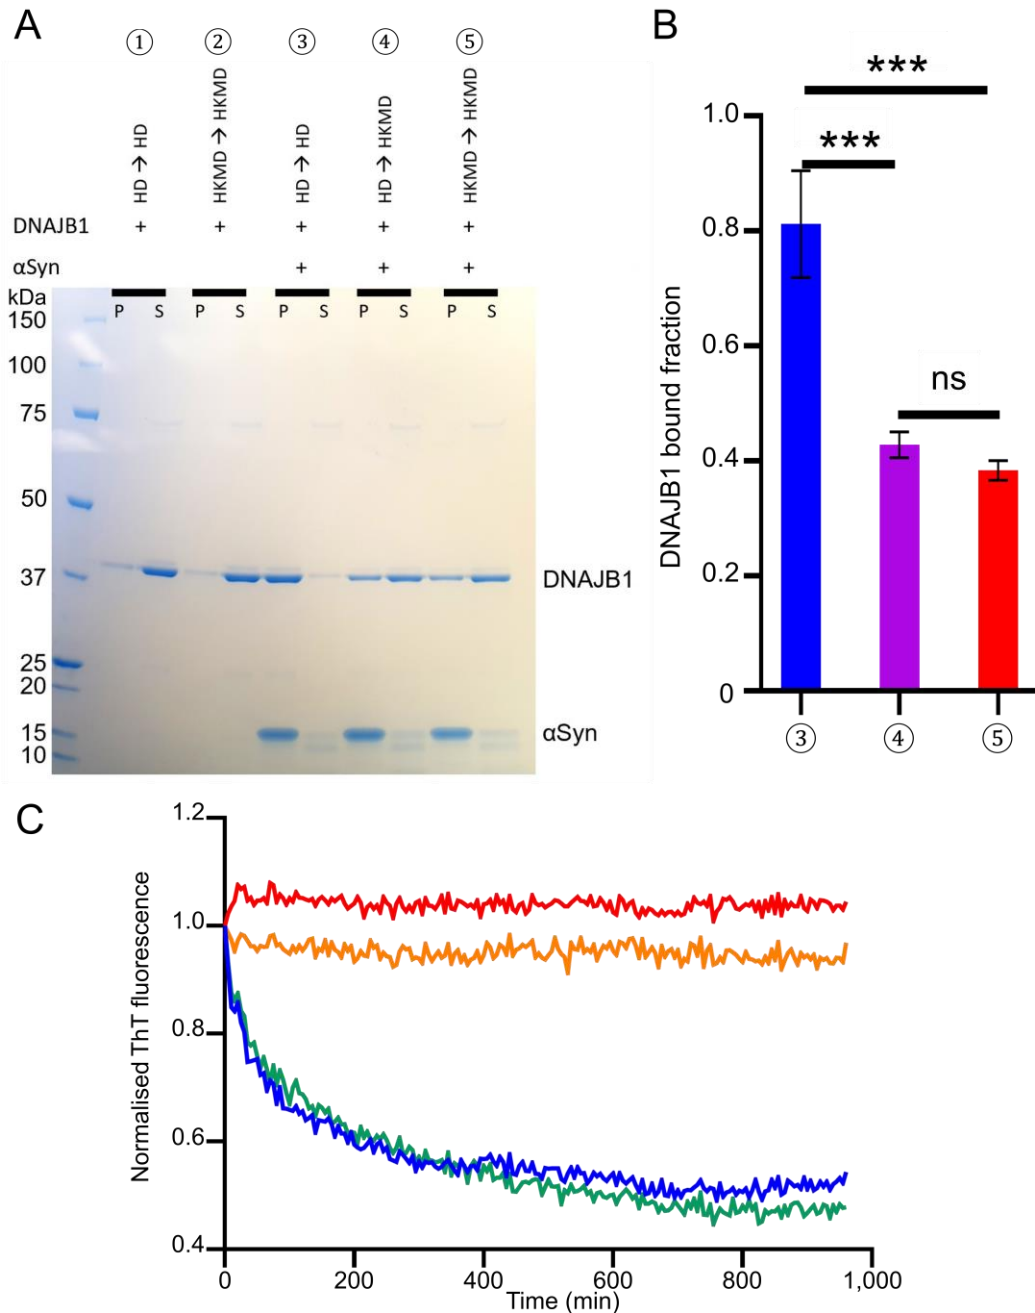 A
① ② ③ ④ ⑤
HD → HD
HKMD → HKMD
HD → HD
HD → HKMD
HKMD → HKMD
DNAJB1 + + + + +
αSyn + + +
kDa P S P S P S P S P S
150
100
75
50
37
25
20
15
10
DNAJB1
αSyn
B
***
***
ns
DNAJB1 bound fraction
1.0
0.8
0.6
0.4
0.2
0
③ ④ ⑤
C
Normalised ThT fluorescence
1.2
1.0
0.8
0.6
0.4
0 200 400 600 800 1,000
Time (min)